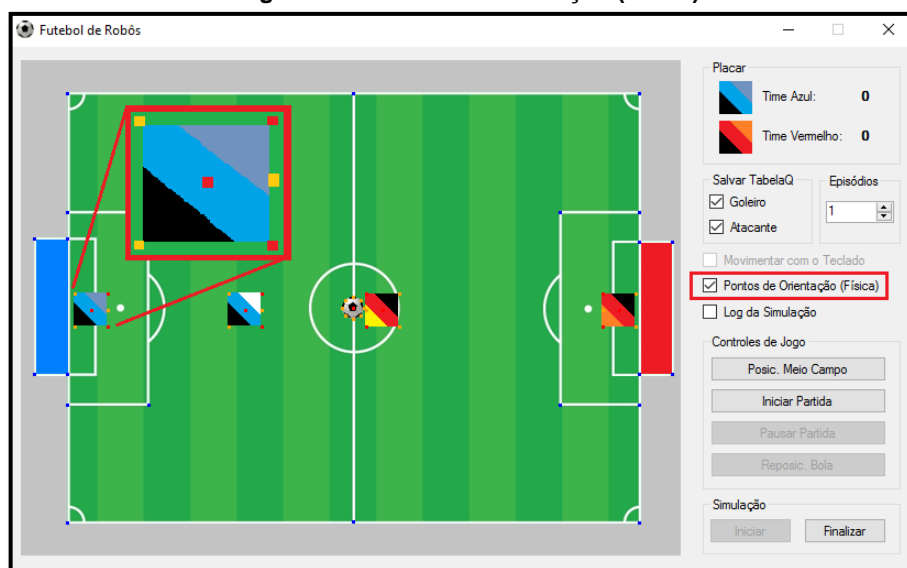 Futebol de Robôs
Placar
Time Azul: 0
Time Vermelho: 0
Salvar TabelaQ
Episódios
Goleiro
1
Atacante
Movimentar com o Teclado
Pontos de Orientação (Física)
Log da Simulação
Controles de Jogo
Posic. Meio Campo
Iniciar Partida
Pausar Partida
Reposic. Bola
Simulação
Iniciar
Finalizar